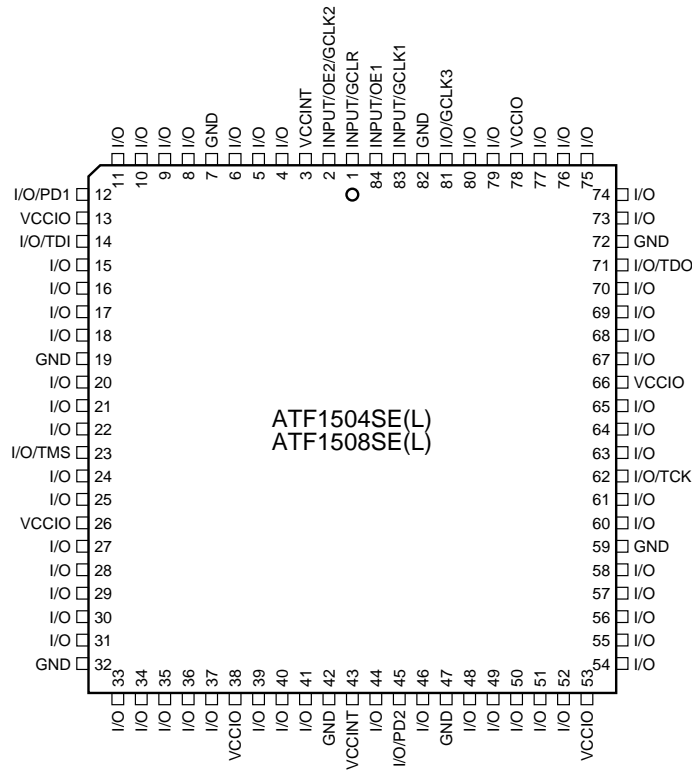 I/O
I/O
I/O
I/O
GND
I/O
I/O
I/O
VCCINT
INPUT/OE2/GCLK2
INPUT/GCLR
INPUT/OE1
INPUT/GCLK1
GND
I/O/GCLK3
I/O
I/O
VCCIO
I/O
I/O
I/O
11
10
9
8
7
6
5
4
3
2
1
84
83
82
81
80
79
78
77
76
75
I/O/PD1 12
VCCIO 13
I/O/TDI 14
I/O 15
I/O 16
I/O 17
I/O 18
GND 19
I/O 20
I/O 21
I/O 22
I/O/TMS 23
I/O 24
I/O 25
VCCIO 26
I/O 27
I/O 28
I/O 29
I/O 30
I/O 31
GND 32
ATF1504SE(L)
ATF1508SE(L)
74 I/O
73 I/O
72 GND
71 I/O/TDO
70 I/O
69 I/O
68 I/O
67 I/O
66 VCCIO
65 I/O
64 I/O
63 I/O
62 I/O/TCK
61 I/O
60 I/O
59 GND
58 I/O
57 I/O
56 I/O
55 I/O
54 I/O
33
34
35
36
37
38
39
40
41
42
43
44
45
46
47
48
49
50
51
52
53
I/O
I/O
I/O
I/O
I/O
VCCIO
I/O
I/O
I/O
GND
VCCINT
I/O
I/O/PD2
I/O
GND
I/O
I/O
I/O
I/O
I/O
VCCIO